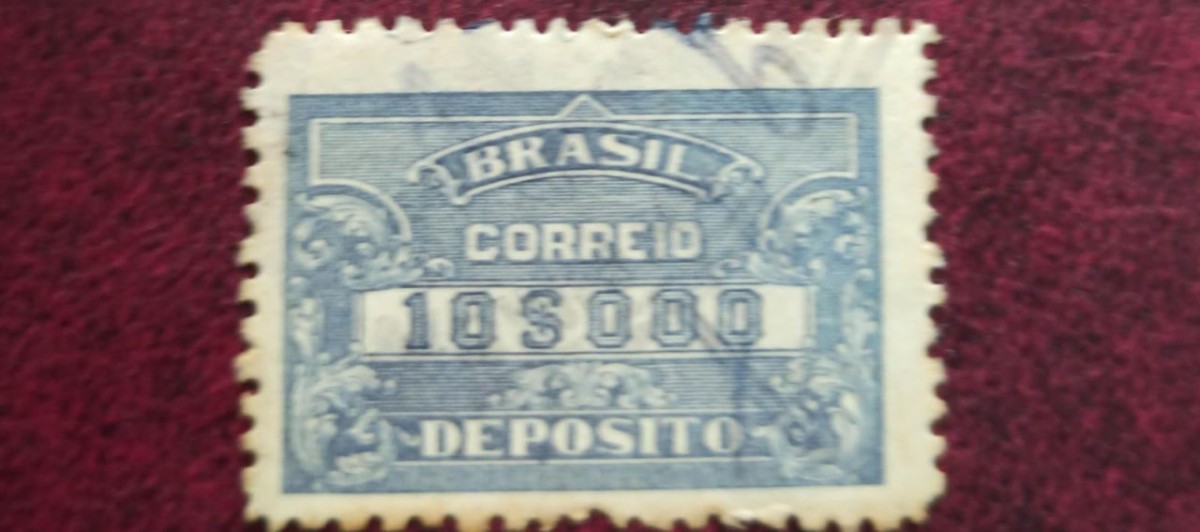 BRASIL
CORREIO
10$000
DEPOSITO